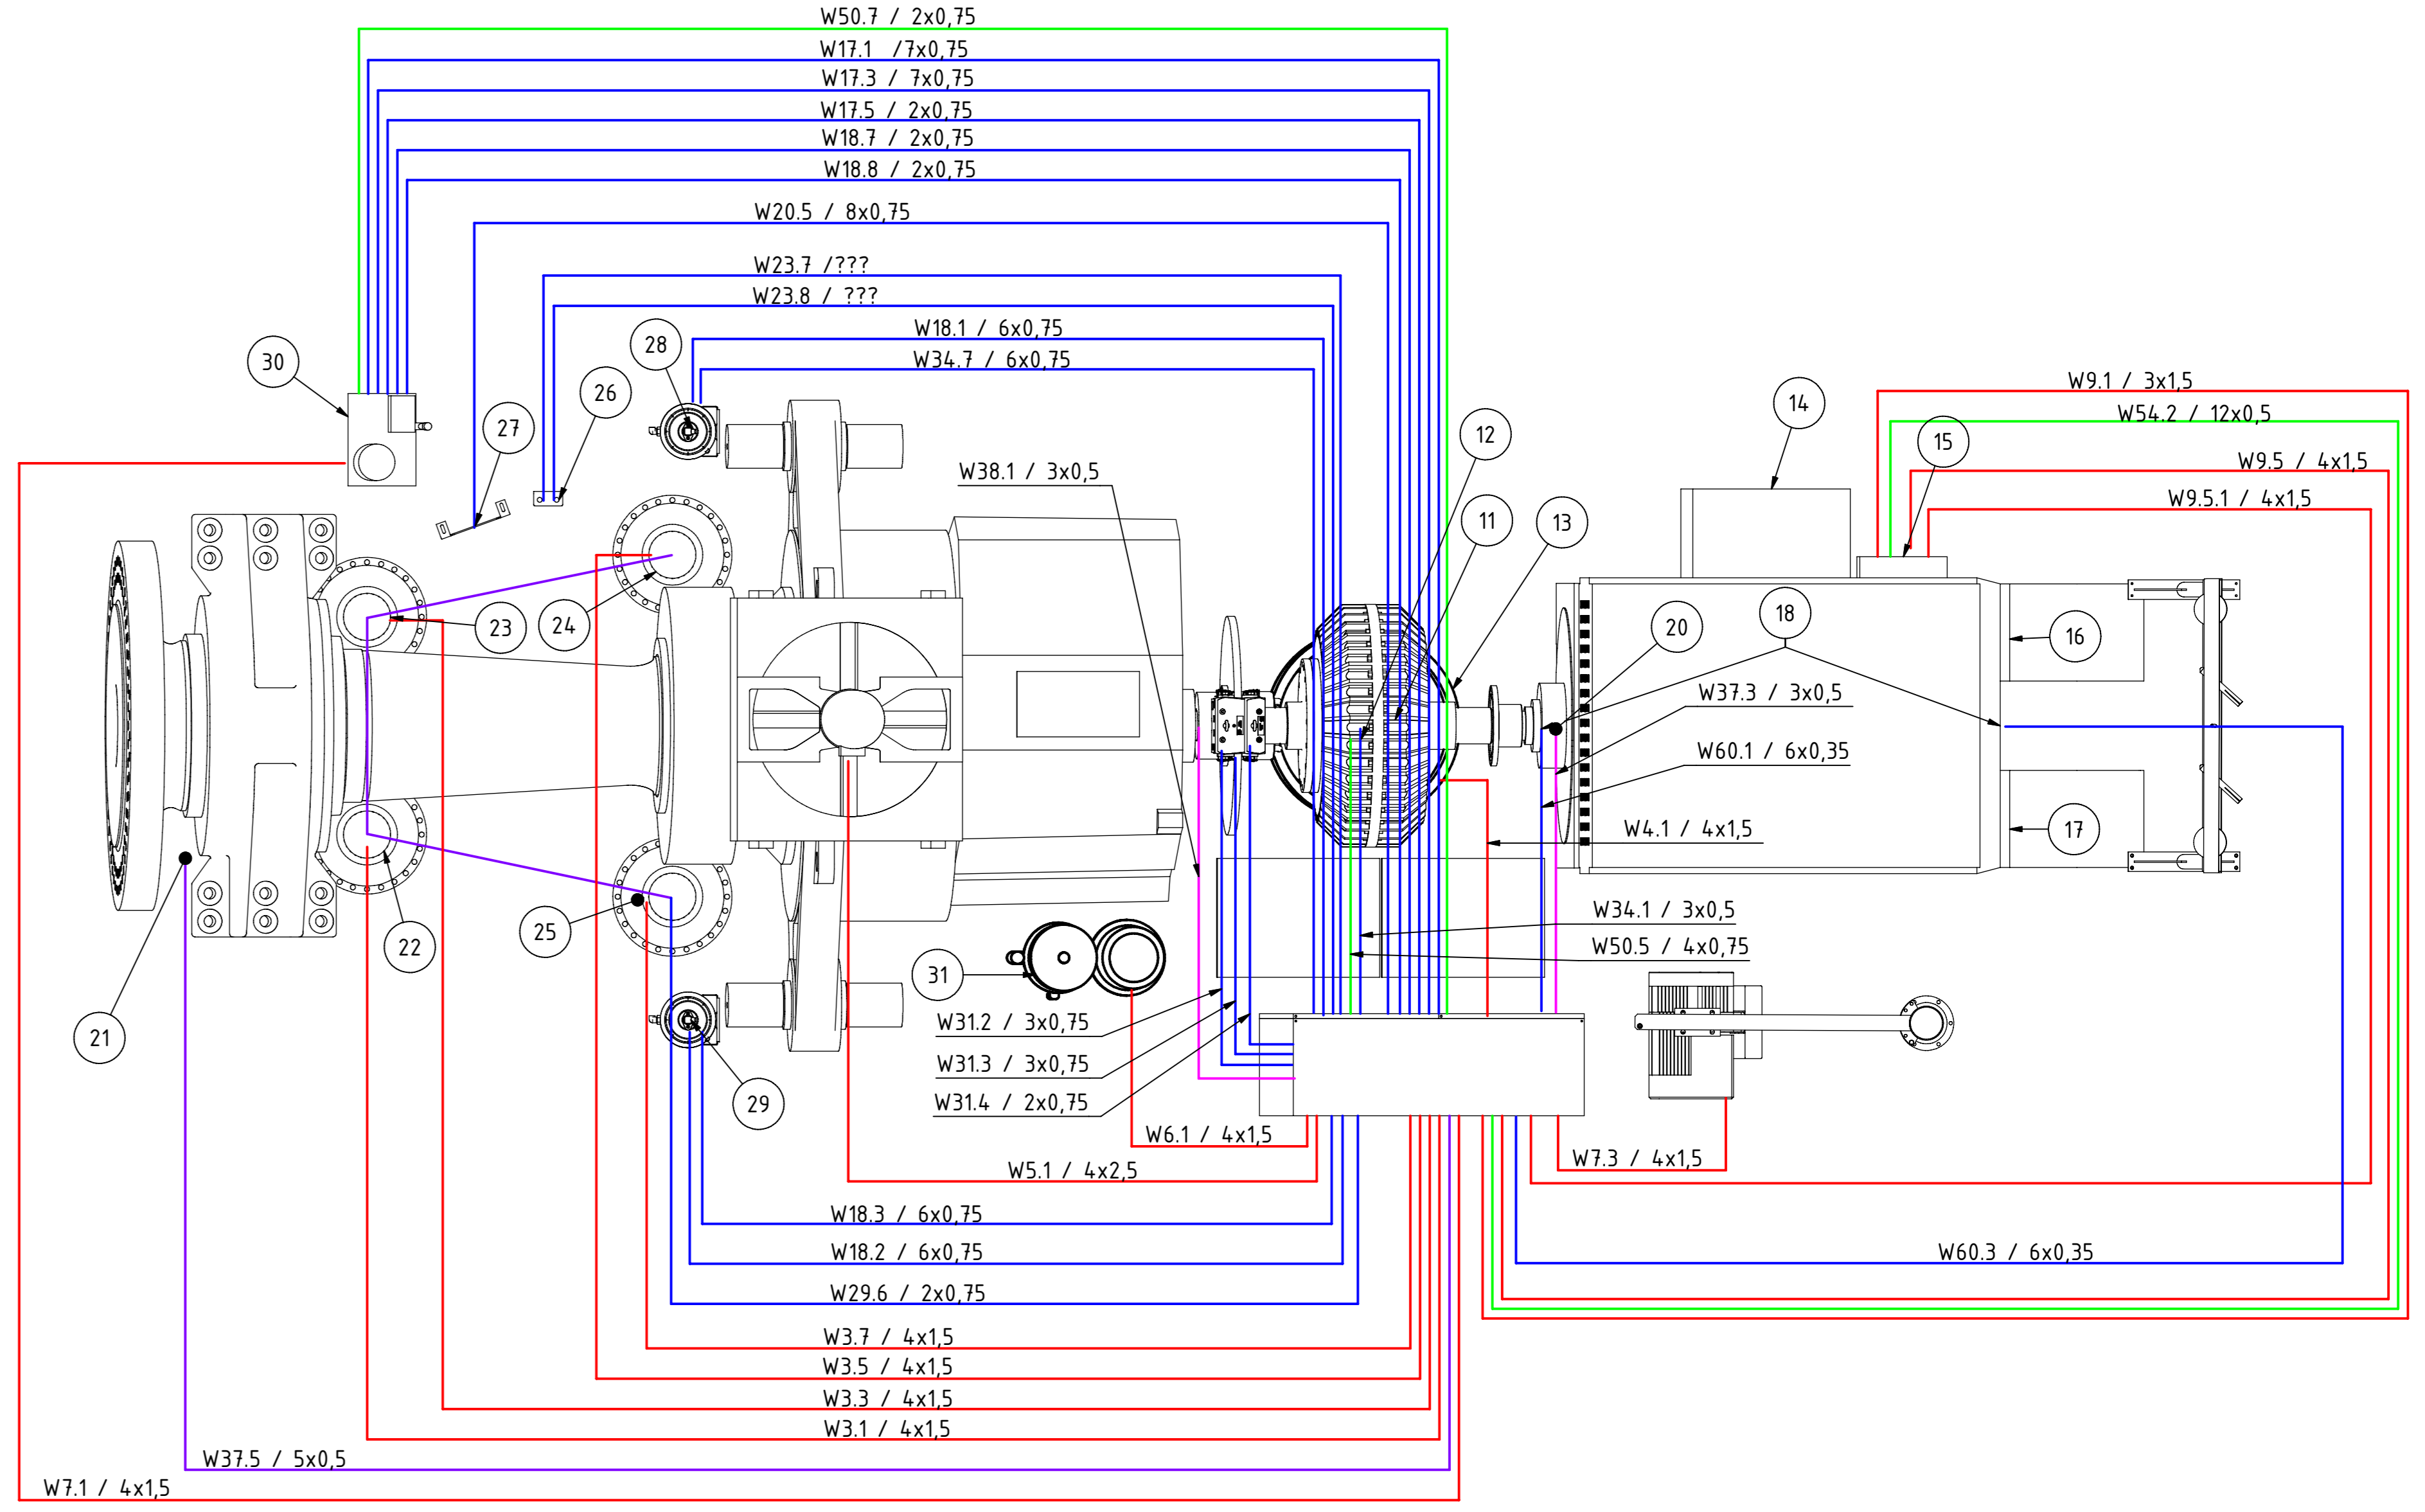 W50.7 / 2x0,75
W17.1 /7x0,75
W17.3 / 7x0,75
W17.5 / 2x0,75
W18.7 / 2x0,75
W18.8 / 2x0,75
W20.5 / 8x0,75
W23.7 /???
W23.8 / ???
W18.1 / 6x0,75
28
30
W34.7 / 6x0,75
W9.1 / 3x1,5
26
14
W54.2 / 12x0,5
27
12
15
W38.1 / 3x0,5
W9.5 / 4x1,5
W9.5.1 / 4x1,5
11
13
23
24
20
18
16
W37.3 / 3x0,5
W60.1 / 6x0,35
W4.1 / 4x1,5
17
W34.1 / 3x0,5
25
22
W50.5 / 4x0,75
31
21
W31.2 / 3x0,75
W31.3 / 3x0,75
29
W31.4 / 2x0,75
W6.1 / 4x1,5
W7.3 / 4x1,5
W5.1 / 4x2,5
W18.3 / 6x0,75
W18.2 / 6x0,75
W60.3 / 6x0,35
W29.6 / 2x0,75
W3.7 / 4x1,5
W3.5 / 4x1,5
W3.3 / 4x1,5
W3.1 / 4x1,5
W37.5 / 5x0,5
W7.1 / 4x1,5